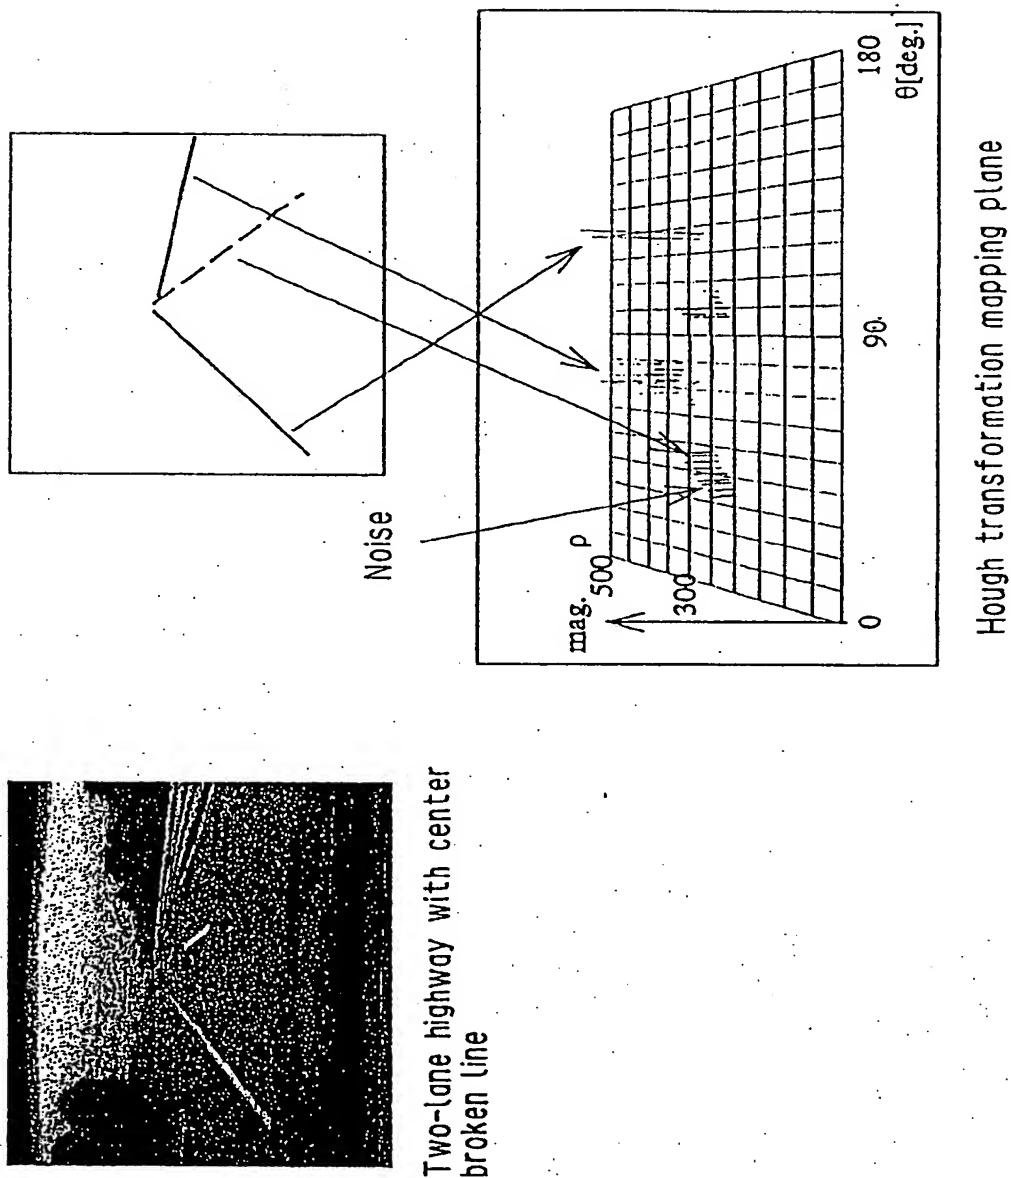 Two-lane highway with center
broken line
Noise
mag.
500
ρ
300
0
90.
180
θ[deg.]
Hough transformation mapping plane